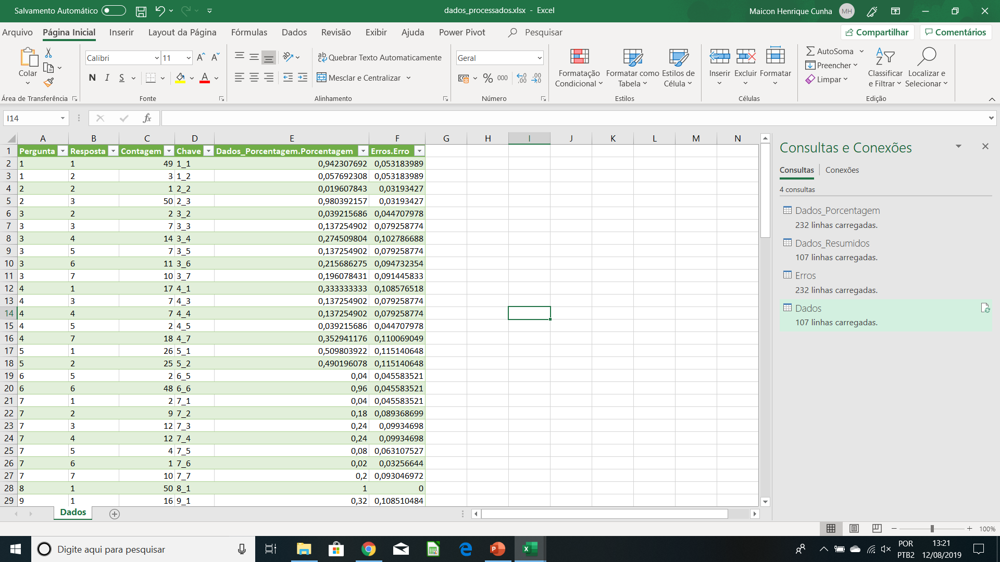 Salvamento Automático
dados_processados.xlsx - Excel
Maicon Henrique Cunha MH
Arquivo Página Inicial Inserir Layout da Página Fórmulas Dados Revisão Exibir Ajuda Power Pivot Pesquisar
Compartilhar Comentários
Colar
Calibri 11
N I S
Quebrar Texto Automaticamente
Mesclar e Centralizar
Geral
% 000
Formatação Condicional
Formatar como Tabela
Estilos de Célula
Inserir Excluir Formatar
AutoSoma
Preencher
Limpar
Classificar e Filtrar
Localizar e Selecionar
Área de Transferência Fonte Alinhamento Número Estilos Células Edição
I14 fx
A B C D E F G H I J K L M N
1 Pergunta Resposta Contagem Chave Dados_Porcentagem.Porcentagem Erros.Erro
2 1 1 49 1_1 0,942307692 0,053183989
3 1 2 3 1_2 0,057692308 0,053183989
4 2 2 1 2_2 0,019607843 0,03193427
5 2 3 50 2_3 0,980392157 0,03193427
6 3 2 2 3_2 0,039215686 0,044707978
7 3 3 7 3_3 0,137254902 0,079258774
8 3 4 14 3_4 0,274509804 0,102786688
9 3 5 7 3_5 0,137254902 0,079258774
10 3 6 11 3_6 0,215686275 0,094732354
11 3 7 10 3_7 0,196078431 0,091445833
12 4 1 17 4_1 0,333333333 0,108576518
13 4 3 7 4_3 0,137254902 0,079258774
14 4 4 7 4_4 0,137254902 0,079258774
15 4 5 2 4_5 0,039215686 0,044707978
16 4 7 18 4_7 0,352941176 0,110069049
17 5 1 26 5_1 0,509803922 0,115140648
18 5 2 25 5_2 0,490196078 0,115140648
19 6 5 2 6_5 0,04 0,045583521
20 6 6 48 6_6 0,96 0,045583521
21 7 1 2 7_1 0,04 0,045583521
22 7 2 9 7_2 0,18 0,089368699
23 7 3 12 7_3 0,24 0,09934698
24 7 4 12 7_4 0,24 0,09934698
25 7 5 4 7_5 0,08 0,063107527
26 7 6 1 7_6 0,02 0,03256644
27 7 7 10 7_7 0,2 0,093046972
28 8 1 50 8_1 1 0
29 9 1 16 9_1 0,32 0,108510484
Dados
Consultas e Conexões
Consultas Conexões
4 consultas
Dados_Porcentagem
232 linhas carregadas.
Dados_Resumidos
107 linhas carregadas.
Erros
232 linhas carregadas.
Dados
107 linhas carregadas.
100%
Digite aqui para pesquisar
POR
PTB2
13:21
12/08/2019